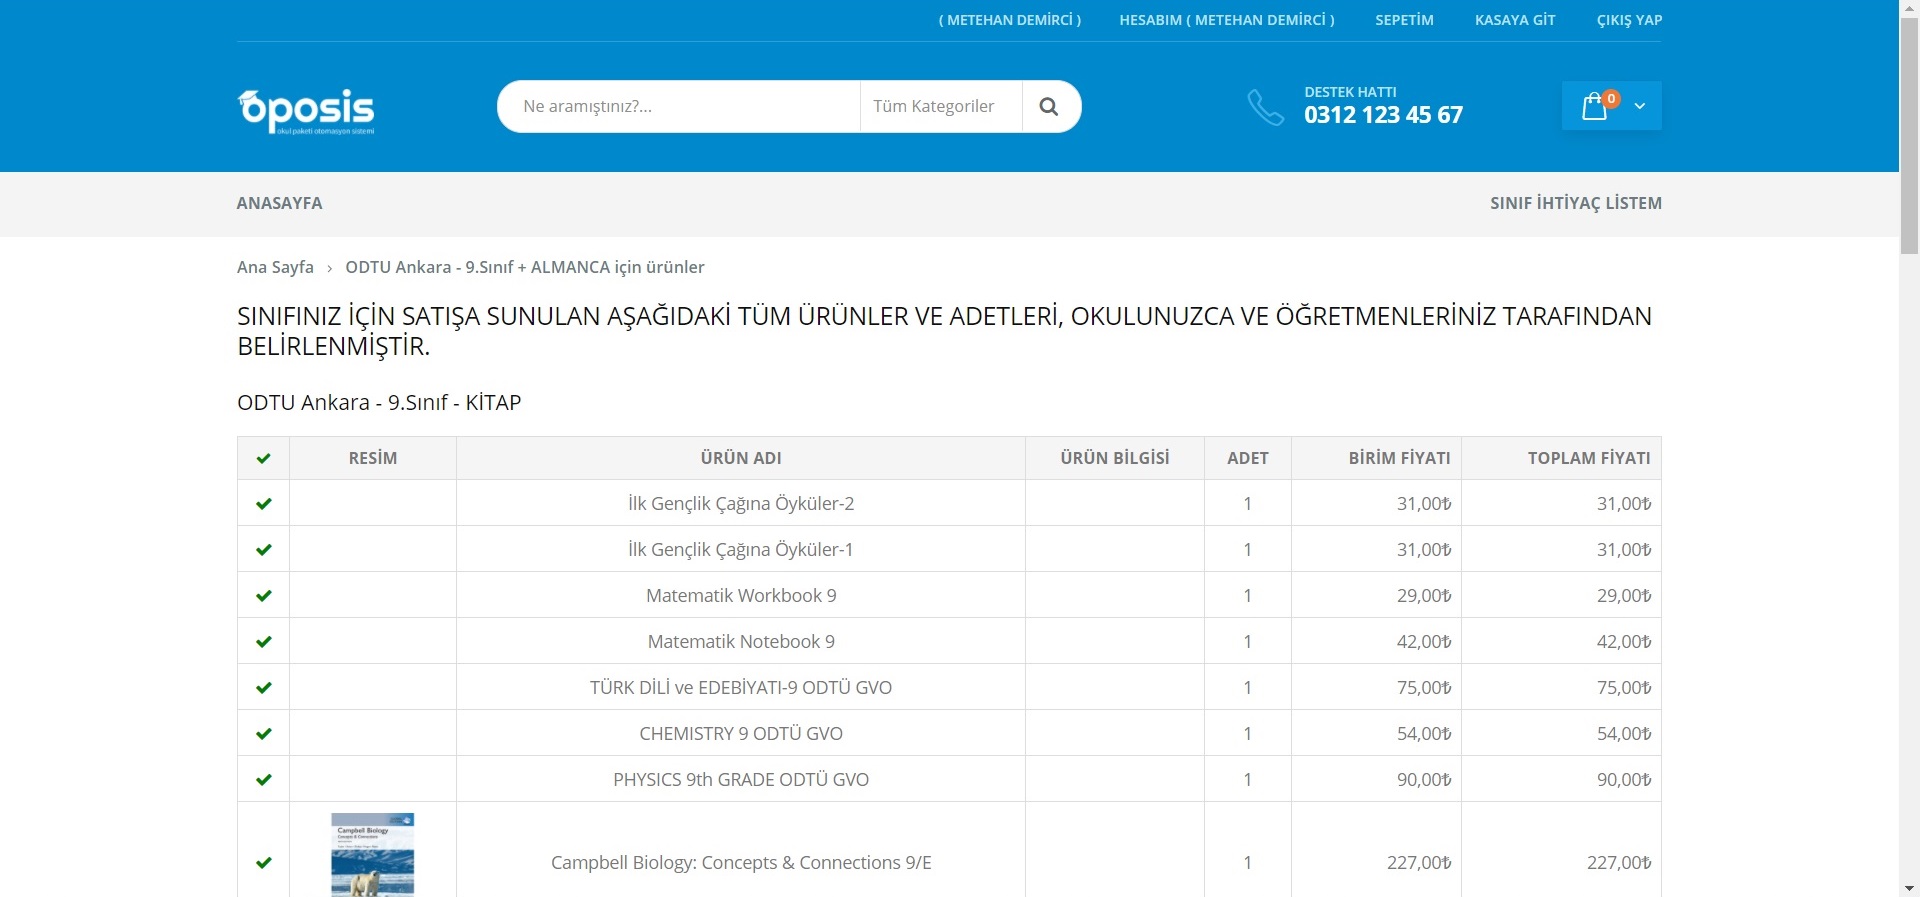 ( METEHAN DEMİRCİ ) HESABIM ( METEHAN DEMİRCİ ) SEPETİM KASAYA GİT ÇIKIŞ YAP
oposis
okul paketi otomasyon sistemi
Ne aramıştınız?... Tüm Kategoriler
DESTEK HATTI
0312 123 45 67
0
ANASAYFA SINIF İHTİYAÇ LİSTEM
Ana Sayfa › ODTU Ankara - 9.Sınıf + ALMANCA için ürünler
SINIFINIZ İÇİN SATIŞA SUNULAN AŞAĞIDAKİ TÜM ÜRÜNLER VE ADETLERİ, OKULUNUZCA VE ÖĞRETMENLERİNİZ TARAFINDAN
BELİRLENMİŞTİR.
ODTU Ankara - 9.Sınıf - KİTAP
RESİM ÜRÜN ADI ÜRÜN BİLGİSİ ADET BİRİM FİYATI TOPLAM FİYATI
İlk Gençlik Çağına Öyküler-2 1 31,00₺ 31,00₺
İlk Gençlik Çağına Öyküler-1 1 31,00₺ 31,00₺
Matematik Workbook 9 1 29,00₺ 29,00₺
Matematik Notebook 9 1 42,00₺ 42,00₺
TÜRK DİLİ ve EDEBİYATI-9 ODTÜ GVO 1 75,00₺ 75,00₺
CHEMISTRY 9 ODTÜ GVO 1 54,00₺ 54,00₺
PHYSICS 9th GRADE ODTÜ GVO 1 90,00₺ 90,00₺
Campbell Biology
Concepts & Connections
Campbell Biology: Concepts & Connections 9/E 1 227,00₺ 227,00₺